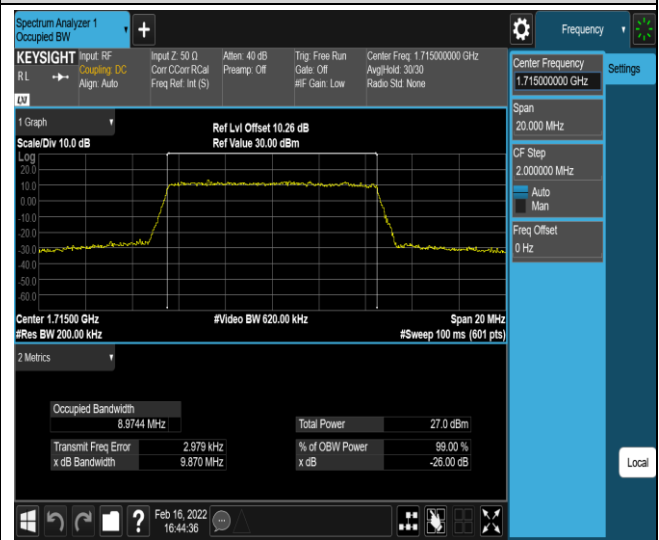 Spectrum Analyzer 1
Occupied BW
+
Frequency
KEYSIGHT
R L
LXI
Input: RF
Coupling: DC
Align: Auto
Input Z: 50 Ω
Corr CCorr RCal
Freq Ref: Int (S)
Atten: 40 dB
Preamp: Off
Trig: Free Run
Gate: Off
#IF Gain: Low
Center Freq: 1.715000000 GHz
Avg|Hold: 30/30
Radio Std: None
Center Frequency
1.715000000 GHz
Settings
Span
20.000 MHz
CF Step
2.000000 MHz
Auto
Man
Freq Offset
0 Hz
1 Graph
Scale/Div 10.0 dB
Ref Lvl Offset 10.26 dB
Ref Value 30.00 dBm
Log
20.0
10.0
0.00
-10.0
-20.0
-30.0
-40.0
-50.0
-60.0
Center 1.71500 GHz
#Video BW 620.00 kHz
Span 20 MHz
#Res BW 200.00 kHz
#Sweep 100 ms (601 pts)
2 Metrics
Occupied Bandwidth
8.9744 MHz
Total Power 27.0 dBm
Transmit Freq Error 2.979 kHz
% of OBW Power 99.00 %
x dB Bandwidth 9.870 MHz
x dB -26.00 dB
Local
?
Feb 16, 2022
16:44:36